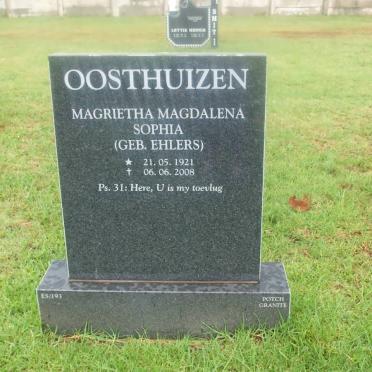 OOSTHUIZEN
MAGRIETHA MAGDALENA
SOPHIA
(GEB. EHLERS)
★ 21. 05. 1921
✝ 06. 06. 2008
Ps. 31: Here, U is my toevlug
POTCH
GRANITE